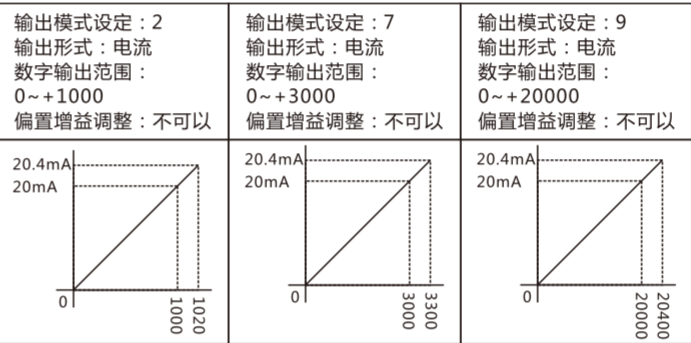 输出模式设定：2
输出形式：电流
数字输出范围：
0~+1000
偏置增益调整：不可以
输出模式设定：7
输出形式：电流
数字输出范围：
0~+3000
偏置增益调整：不可以
输出模式设定：9
输出形式：电流
数字输出范围：
0~+20000
偏置增益调整：不可以
20.4mA
20mA
0
1000
1020
20.4mA
20mA
0
3000
3300
20.4mA
20mA
0
20000
20400